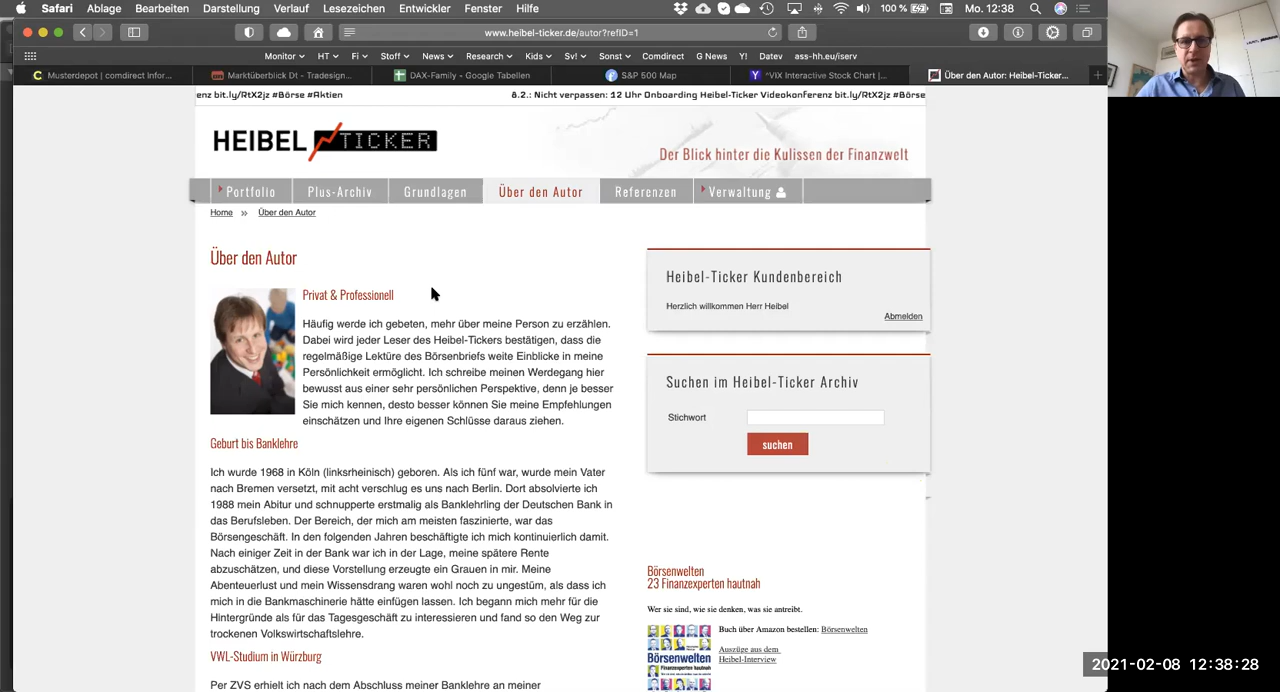 Safari Ablage Bearbeiten Darstellung Verlauf Lesezeichen Entwickler Fenster Hilfe 100 % Mo. 12:38
www.heibel-ticker.de/autor?refID=1
Monitor HT Fi Staff News Research Kids Sv! Sonst Comdirect G News Y! Datev ass-hh.eu/iserv
Musterdepot | comdirect Infor... Marktüberblick Dt - Tradesign... DAX-Family - Google Tabellen S&P 500 Map ^VIX Interactive Stock Chart |... Über den Autor: Heibel-Ticker...
enz bit.ly/RtX2jz #Börse #Aktien 8.2.: Nicht verpassen: 12 Uhr Onboarding Heibel-Ticker Videokonferenz bit.ly/RtX2jz #Börse
HEIBEL TICKER
Der Blick hinter die Kulissen der Finanzwelt
Portfolio Plus-Archiv Grundlagen Über den Autor Referenzen Verwaltung
Home » Über den Autor
Über den Autor
Privat & Professionell
Häufig werde ich gebeten, mehr über meine Person zu erzählen.
Dabei wird jeder Leser des Heibel-Tickers bestätigen, dass die
regelmäßige Lektüre des Börsenbriefs weite Einblicke in meine
Persönlichkeit ermöglicht. Ich schreibe meinen Werdegang hier
bewusst aus einer sehr persönlichen Perspektive, denn je besser
Sie mich kennen, desto besser können Sie meine Empfehlungen
einschätzen und Ihre eigenen Schlüsse daraus ziehen.
Geburt bis Banklehre
Ich wurde 1968 in Köln (linksrheinisch) geboren. Als ich fünf war, wurde mein Vater
nach Bremen versetzt, mit acht verschlug es uns nach Berlin. Dort absolvierte ich
1988 mein Abitur und schnupperte erstmalig als Banklehrling der Deutschen Bank in
das Berufsleben. Der Bereich, der mich am meisten faszinierte, war das
Börsengeschäft. In den folgenden Jahren beschäftigte ich mich kontinuierlich damit.
Nach einiger Zeit in der Bank war ich in der Lage, meine spätere Rente
abzuschätzen, und diese Vorstellung erzeugte ein Grauen in mir. Meine
Abenteuerlust und mein Wissensdrang waren wohl noch zu ungestüm, als dass ich
mich in die Bankmaschinerie hätte einfügen lassen. Ich begann mich mehr für die
Hintergründe als für das Tagesgeschäft zu interessieren und fand so den Weg zur
trockenen Volkswirtschaftslehre.
VWL-Studium in Würzburg
Per ZVS erhielt ich nach dem Abschluss meiner Banklehre an meiner
Heibel-Ticker Kundenbereich
Herzlich willkommen Herr Heibel
Abmelden
Suchen im Heibel-Ticker Archiv
Stichwort
suchen
Börsenwelten
23 Finanzexperten hautnah
Wer sie sind, wie sie denken, was sie antreibt.
Buch über Amazon bestellen: Börsenwelten
Auszüge aus dem
Heibel-Interview
Börsenwelten
Finanzexperten hautnah
2021-02-08 12:38:28